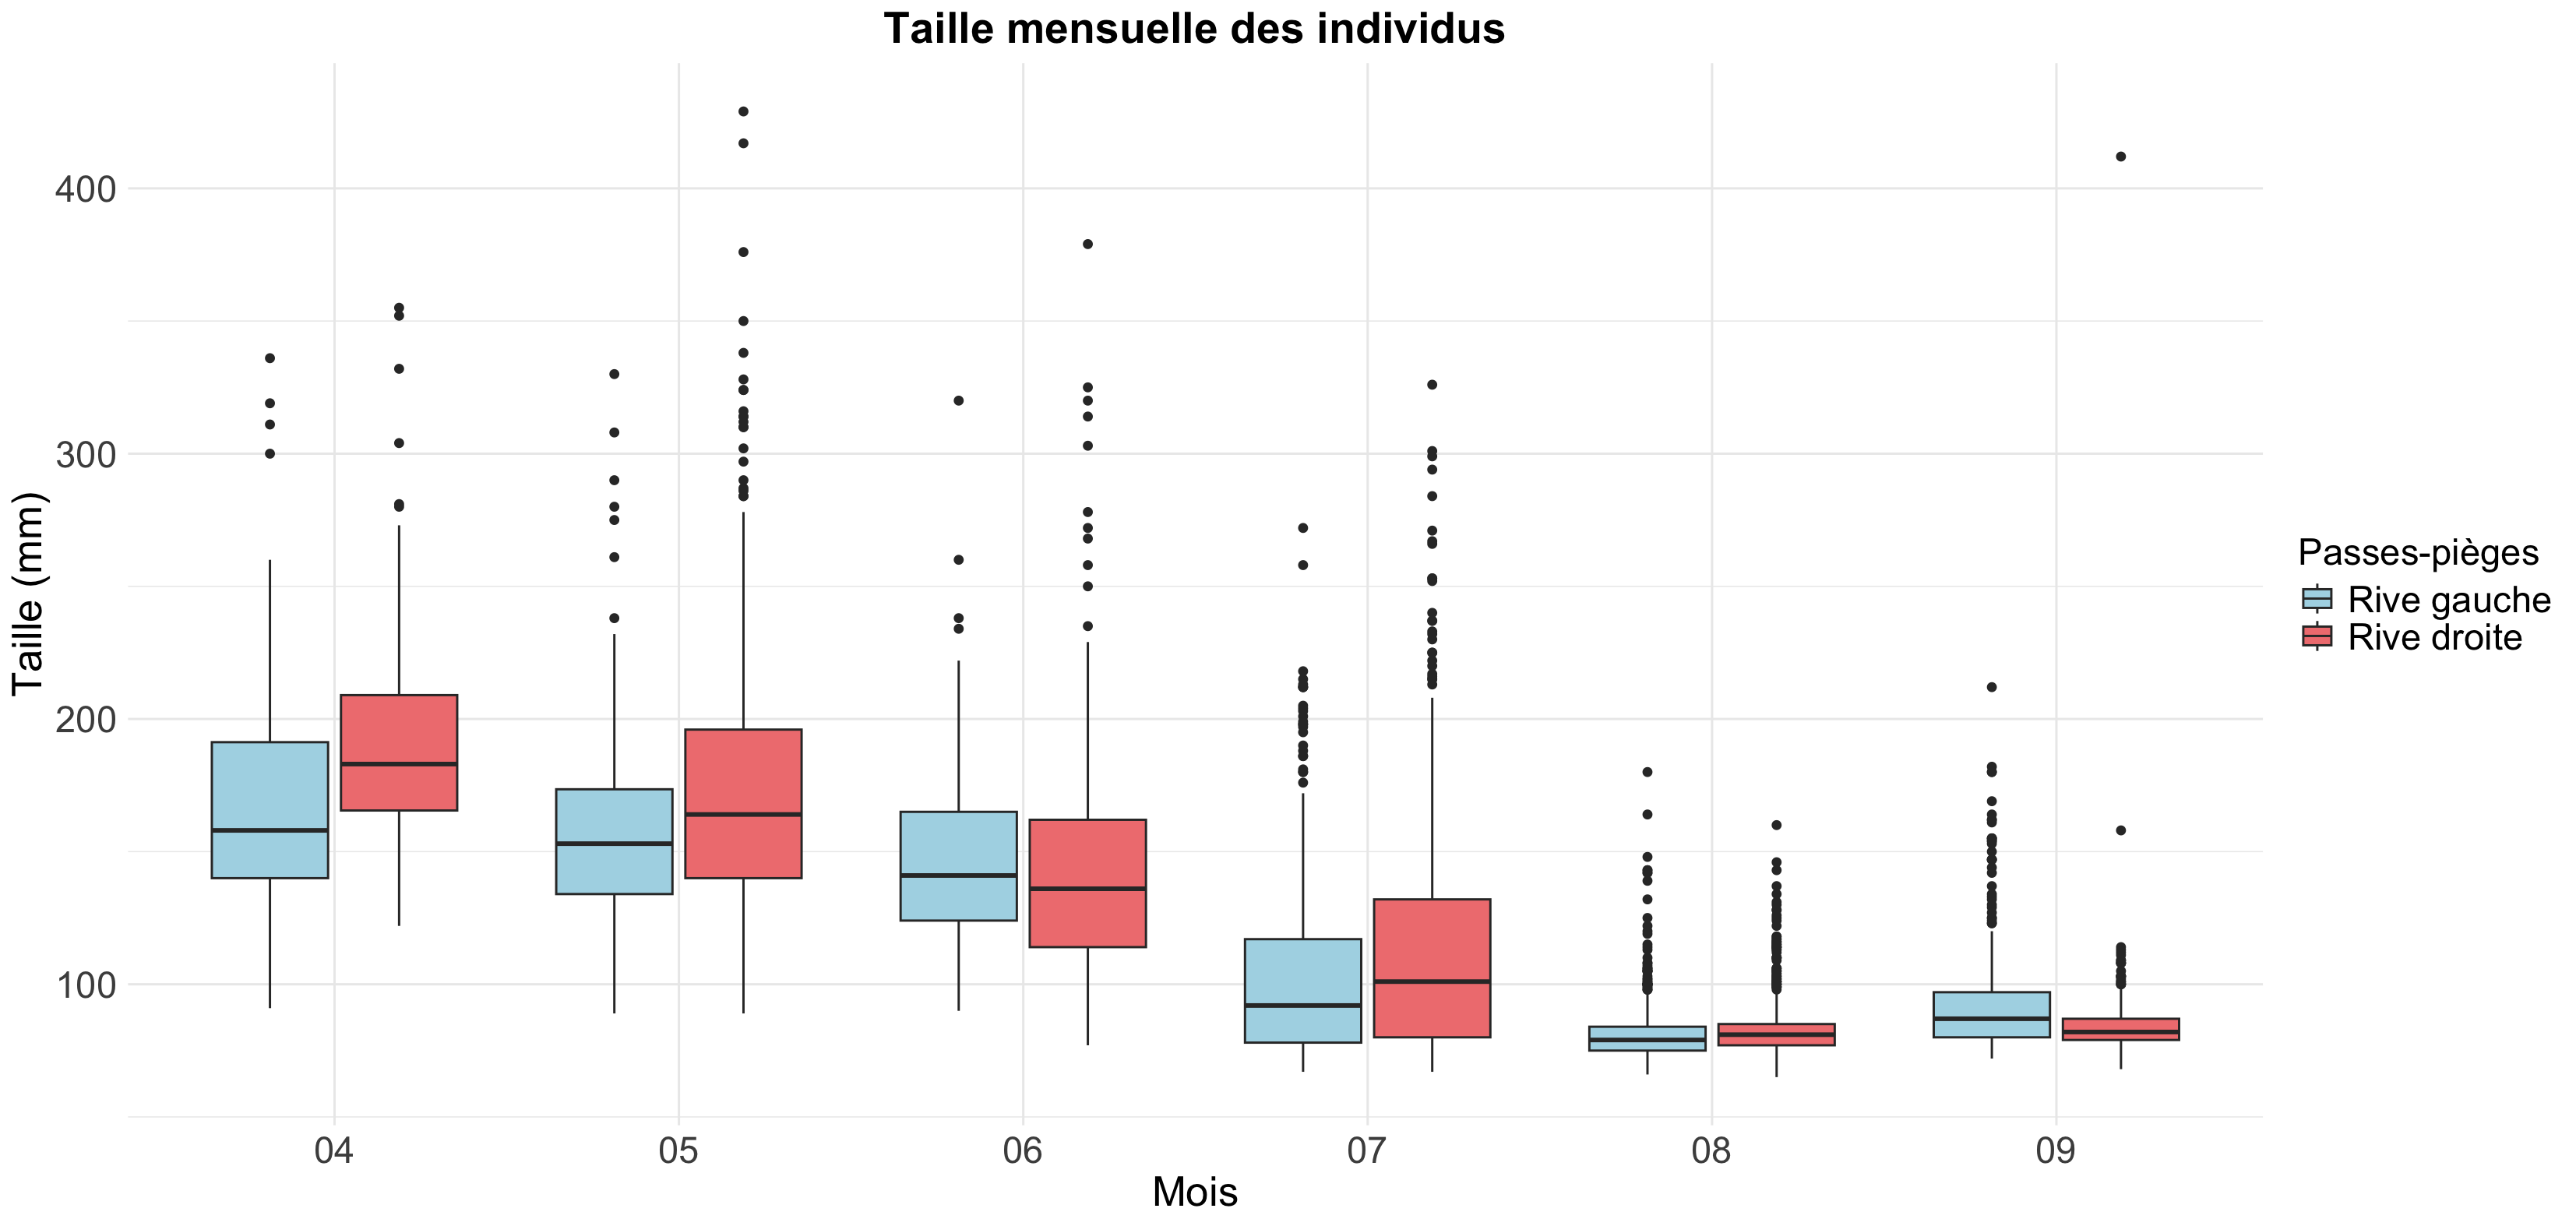 Taille mensuelle des individus
Taille (mm)
400
300
200
100
04 05 06 07 08 09
Mois
Passes-pièges
Rive gauche
Rive droite